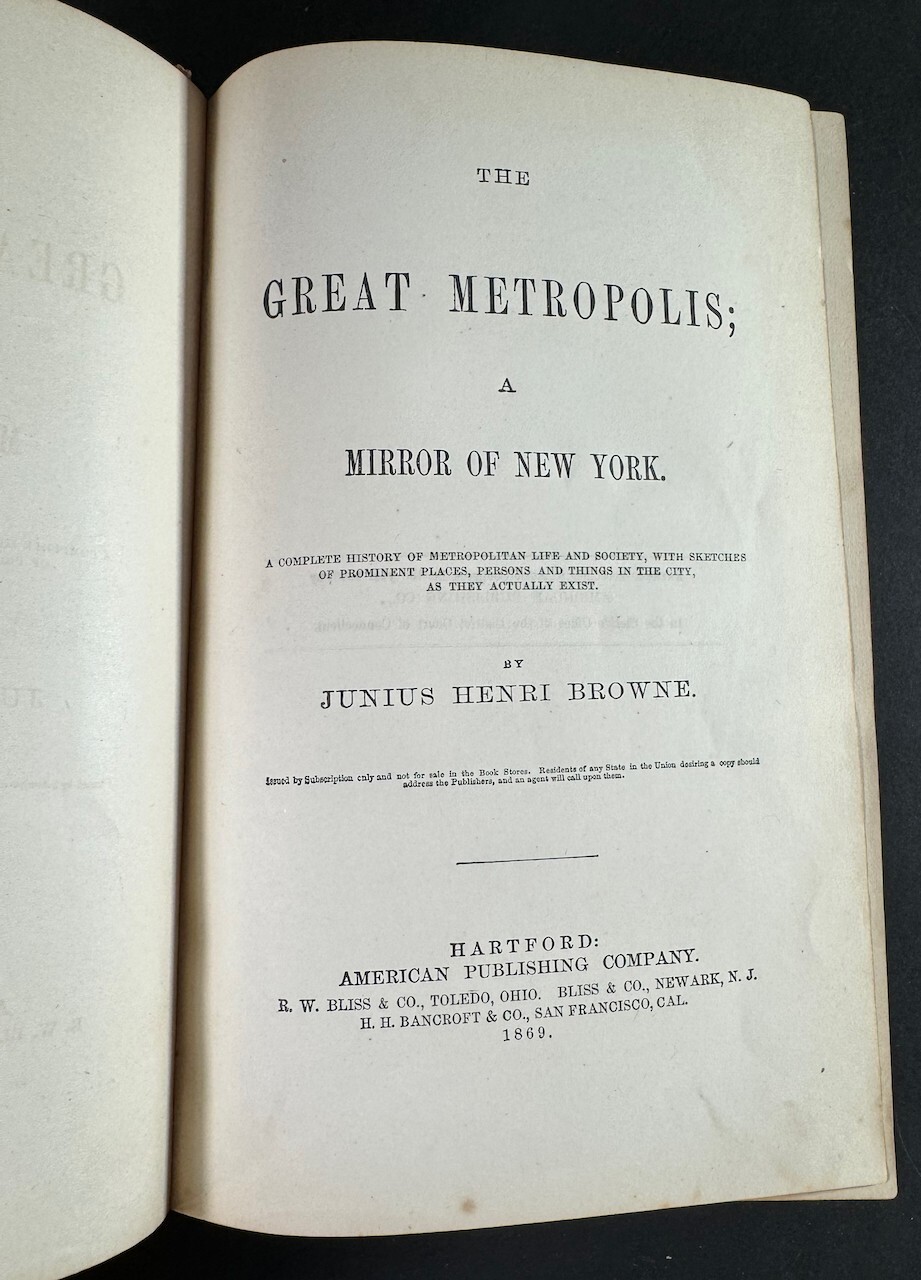 THE
GREAT METROPOLIS;
A
MIRROR OF NEW YORK.
A COMPLETE HISTORY OF METROPOLITAN LIFE AND SOCIETY, WITH SKETCHES
OF PROMINENT PLACES, PERSONS AND THINGS IN THE CITY,
AS THEY ACTUALLY EXIST.
BY
JUNIUS HENRI BROWNE.
Issued by Subscription only and not for sale in the Book Stores. Residents of any State in the Union desiring a copy should
address the Publishers, and an agent will call upon them.
HARTFORD:
AMERICAN PUBLISHING COMPANY.
R. W. BLISS & CO., TOLEDO, OHIO. BLISS & CO., NEWARK, N. J.
H. H. BANCROFT & CO., SAN FRANCISCO, CAL.
1869.